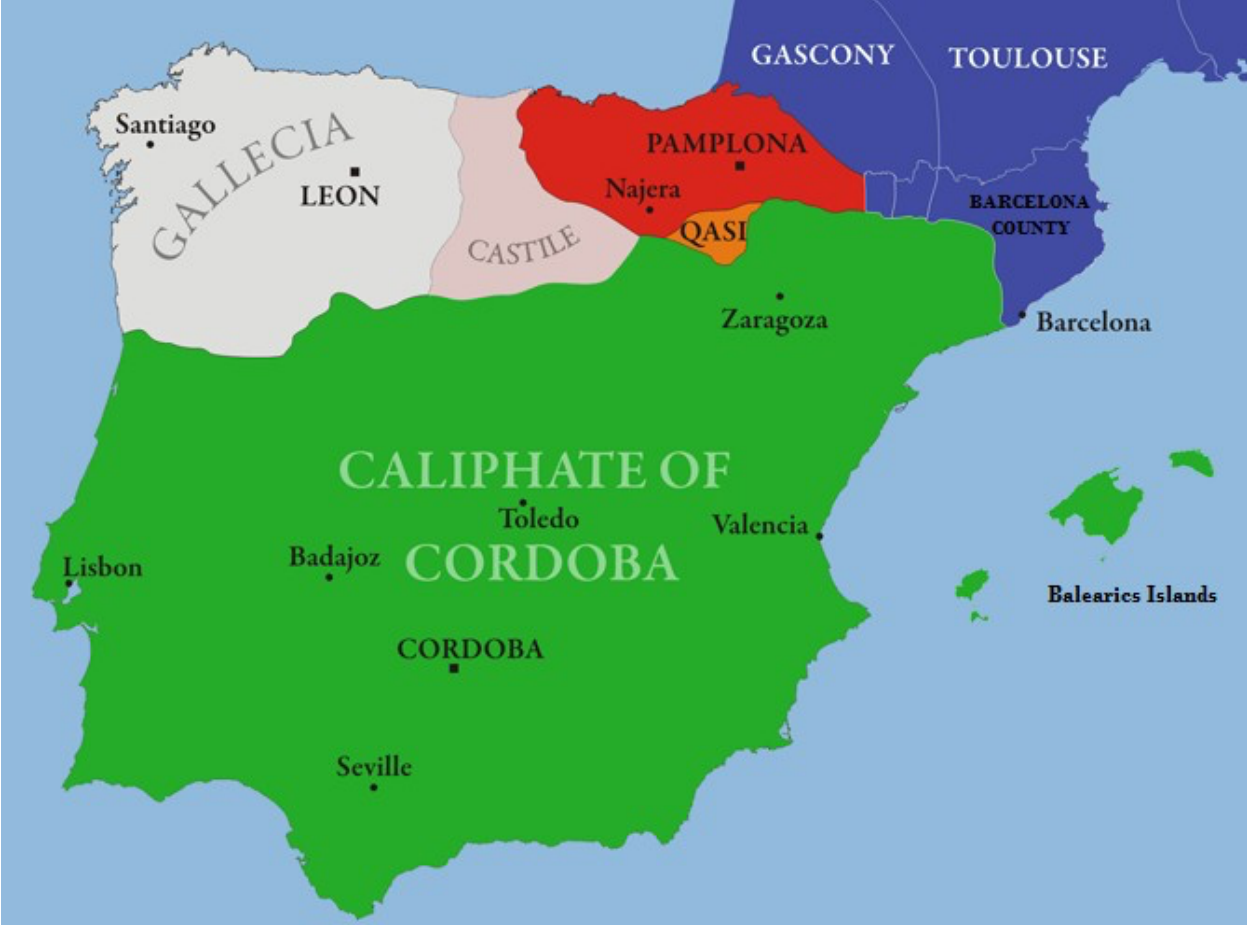 GASCONY
TOULOUSE
Santiago
GALLECIA
LEON
CASTILE
PAMPLONA
Najera
QASI
BARCELONA
COUNTY
Zaragoza
Barcelona
CALIPHATE OF
CORDOBA
Toledo
Valencia
Badajoz
Lisbon
Balearics Islands
CORDOBA
Seville